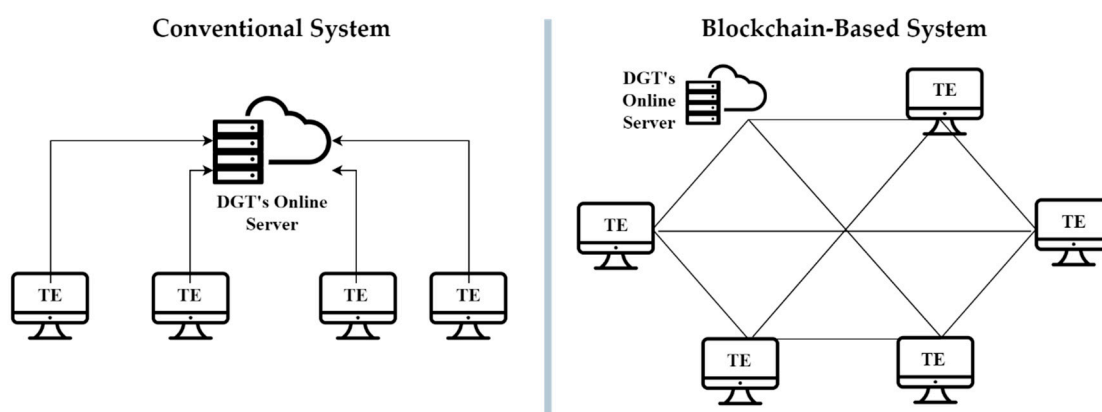 Conventional System
DGT's Online
Server
TE
TE
TE
TE
Blockchain-Based System
DGT's
Online
Server
TE
TE
TE
TE
TE